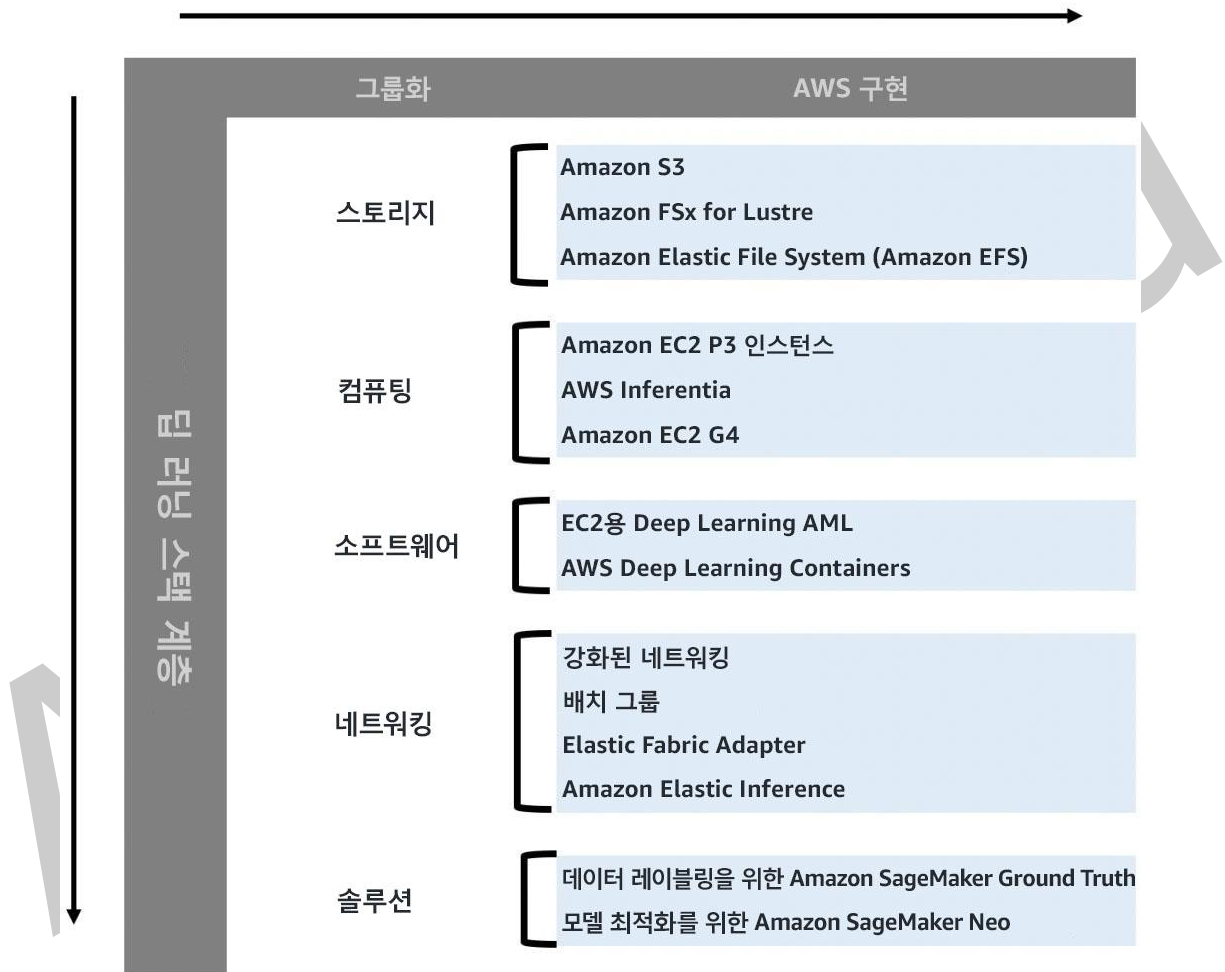 그룹화
AWS 구현
딥 러닝 스택 계층
스토리지
Amazon S3
Amazon FSx for Lustre
Amazon Elastic File System (Amazon EFS)
컴퓨팅
Amazon EC2 P3 인스턴스
AWS Inferentia
Amazon EC2 G4
소프트웨어
EC2용 Deep Learning AML
AWS Deep Learning Containers
네트워킹
강화된 네트워킹
배치 그룹
Elastic Fabric Adapter
Amazon Elastic Inference
솔루션
데이터 레이블링을 위한 Amazon SageMaker Ground Truth
모델 최적화를 위한 Amazon SageMaker Neo